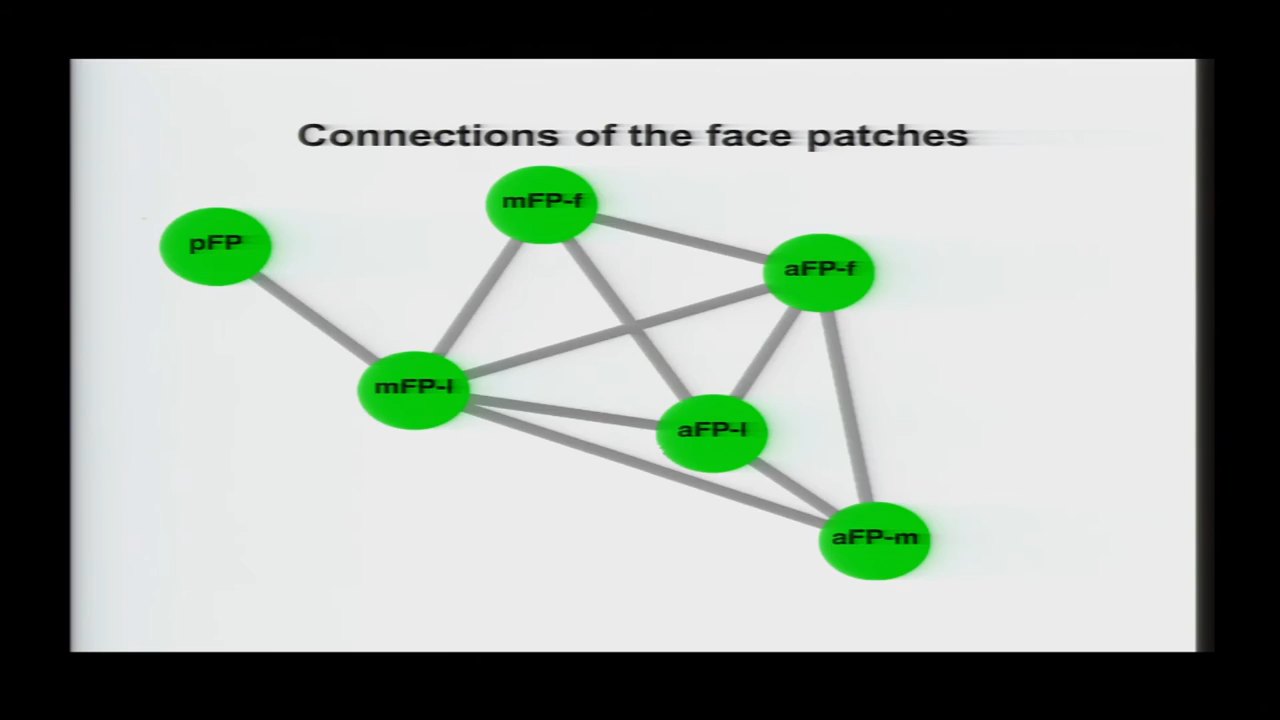 Connections of the face patches
mFP-f
pFP
aFP-f
mFP-l
aFP-l
aFP-m